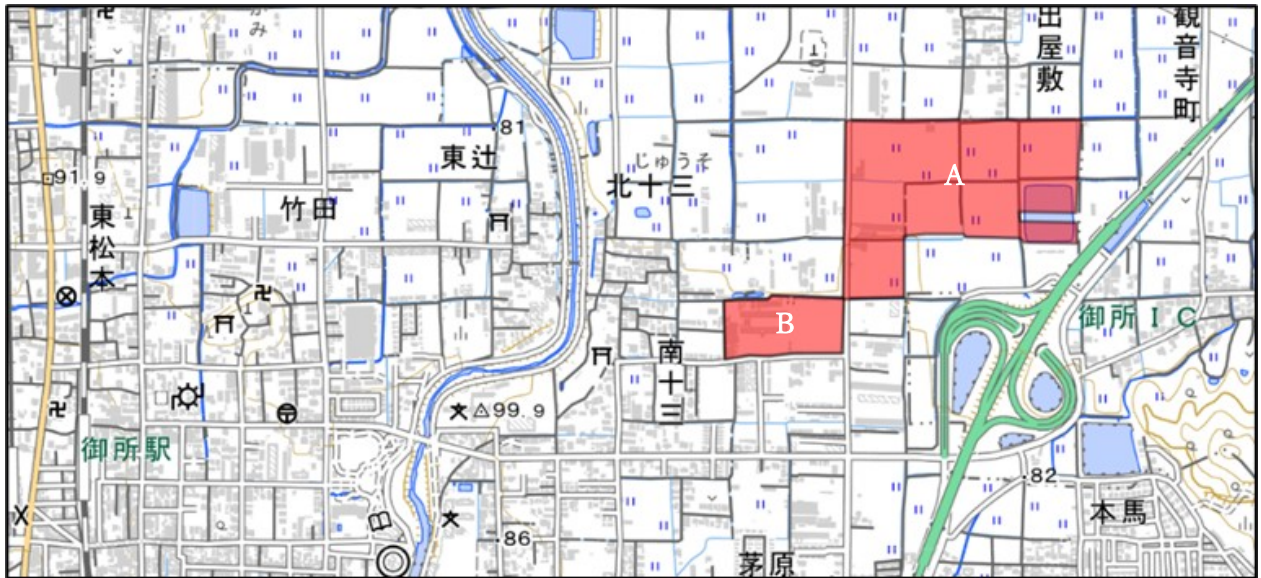 がみ
出屋敷
観音寺町
.81
東辻
じゅうそ
北十三
A
91.9
東松本
竹田
御所IC
B
南十三
99.9
御所駅
.82
本馬
.86
茅原